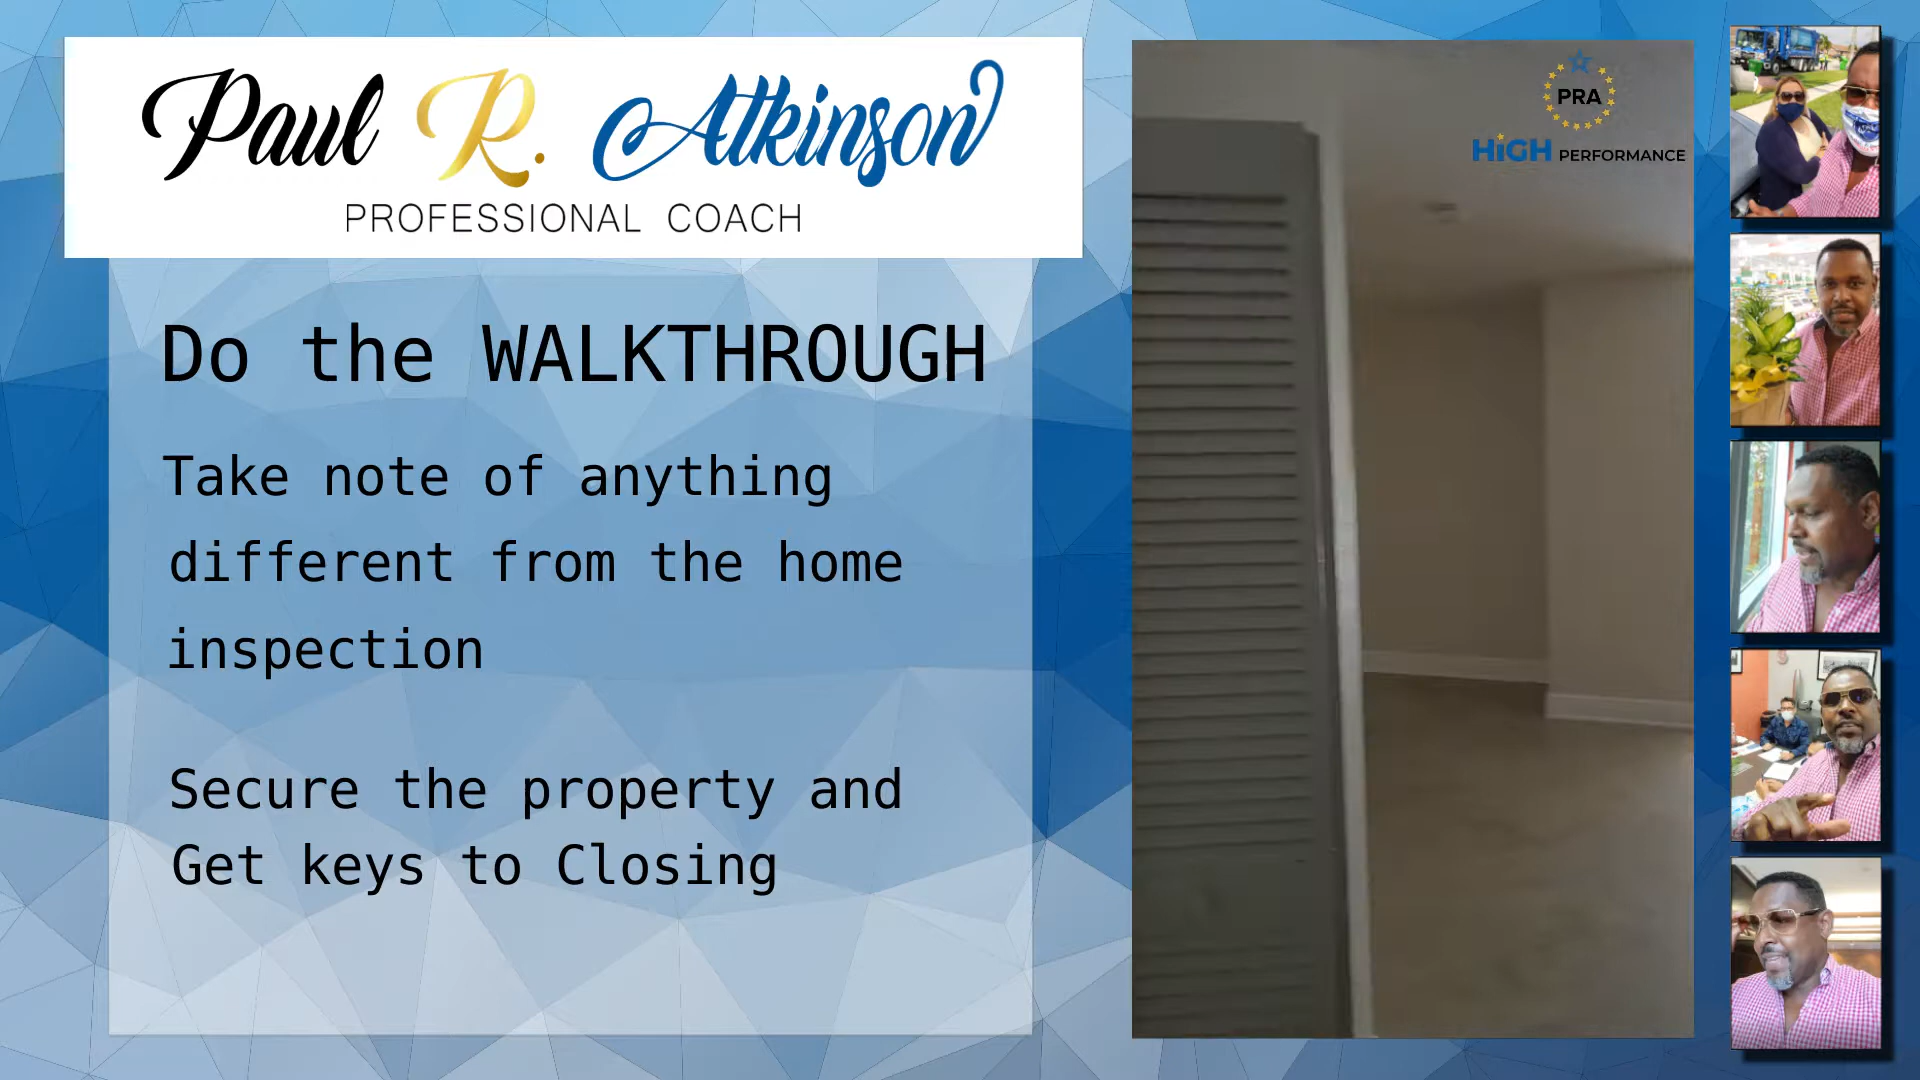 Paul R. Atkinson
PROFESSIONAL COACH
Do the WALKTHROUGH
Take note of anything
different from the home
inspection
Secure the property and
Get keys to Closing
PRA
HiGH PERFORMANCE